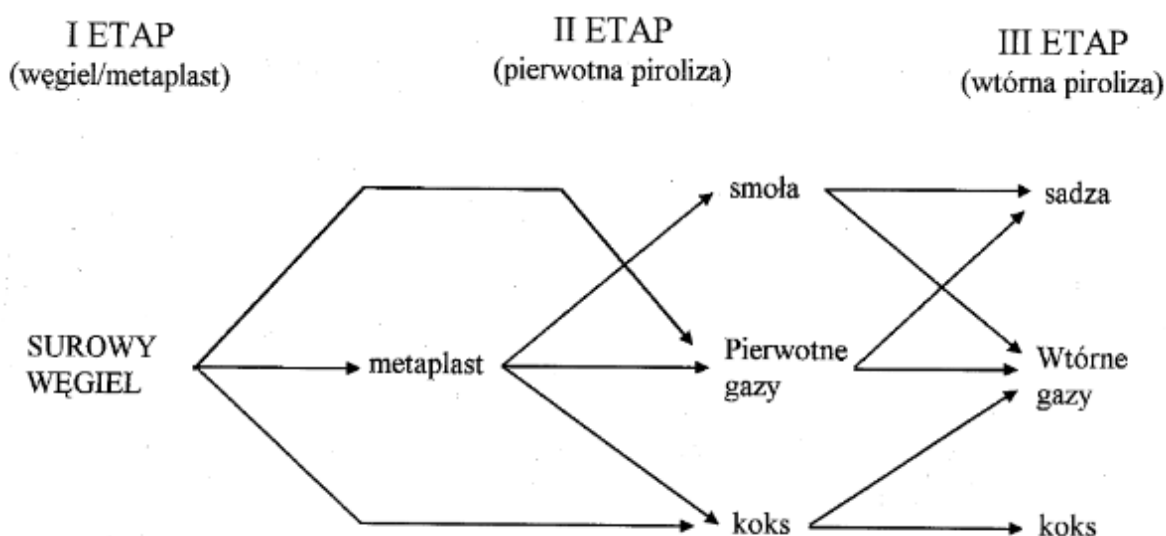 I ETAP
(węgiel/metaplast)
II ETAP
(pierwotna piroliza)
III ETAP
(wtórna piroliza)
smoła
sadza
SUROWY
WĘGIEL
metaplast
Pierwotne
gazy
Wtórne
gazy
koks
koks